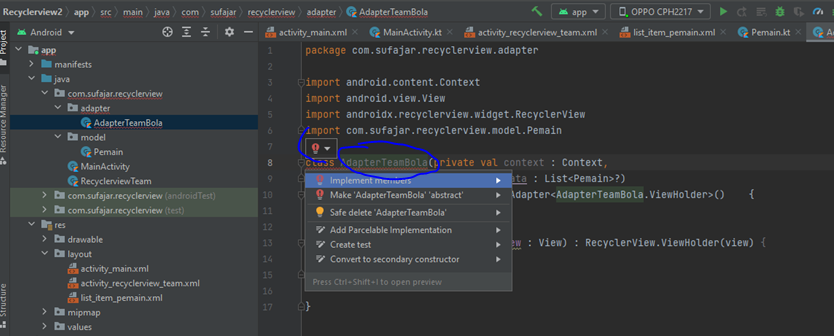 Recyclerview2 app src main java com sufajar recyclerview adapter AdapterTeamBola
app
OPPO CPH2217
Android
activity_main.xml
MainActivity.kt
activity_recyclerview_team.xml
list_item_pemain.xml
Pemain.kt
Project
Resource Manager
Structure
app
manifests
java
com.sufajar.recyclerview
adapter
AdapterTeamBola
model
Pemain
MainActivity
RecyclerviewTeam
com.sufajar.recyclerview (androidTest)
com.sufajar.recyclerview (test)
res
drawable
layout
activity_main.xml
activity_recyclerview_team.xml
list_item_pemain.xml
mipmap
values
1 package com.sufajar.recyclerview.adapter
2
3 import android.content.Context
4 import android.view.View
5 import androidx.recyclerview.widget.RecyclerView
6 import com.sufajar.recyclerview.model.Pemain
7
8 class AdapterTeamBola(private val context : Context,
9 ata : List<Pemain>?)
10 Adapter<AdapterTeamBola.ViewHolder>() {
11
12
13 ew : View) : RecyclerView.ViewHolder(view) {
14
15
16
17 }
Implement members
Make 'AdapterTeamBola' 'abstract'
Safe delete 'AdapterTeamBola'
Add Parcelable Implementation
Create test
Convert to secondary constructor
Press Ctrl+Shift+I to open preview